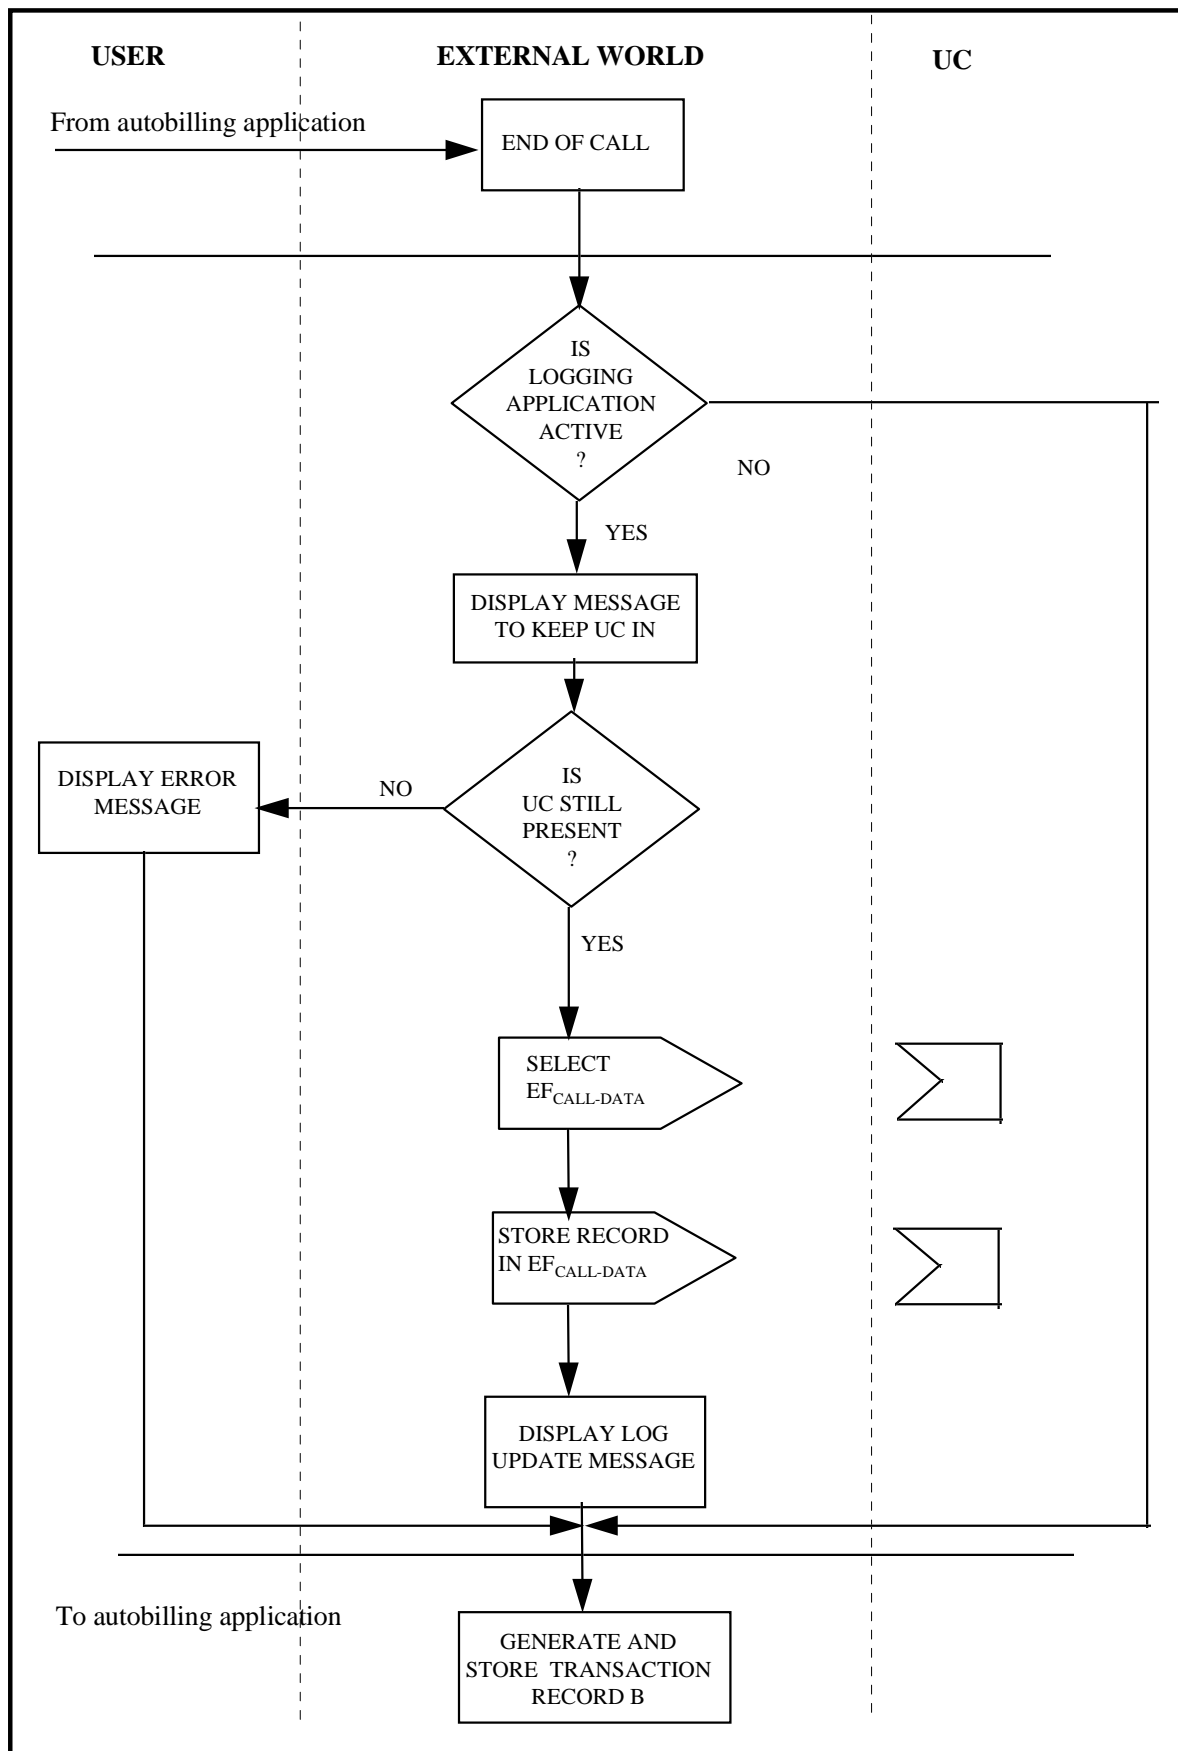 USER
EXTERNAL WORLD
UC
From autobilling application
END OF CALL
IS
LOGGING
APPLICATION
ACTIVE
?
NO
YES
DISPLAY MESSAGE
TO KEEP UC IN
DISPLAY ERROR
MESSAGE
NO
IS
UC STILL
PRESENT
?
YES
SELECT
EFCALL-DATA
STORE RECORD
IN EFCALL-DATA
DISPLAY LOG
UPDATE MESSAGE
To autobilling application
GENERATE AND
STORE TRANSACTION
RECORD B